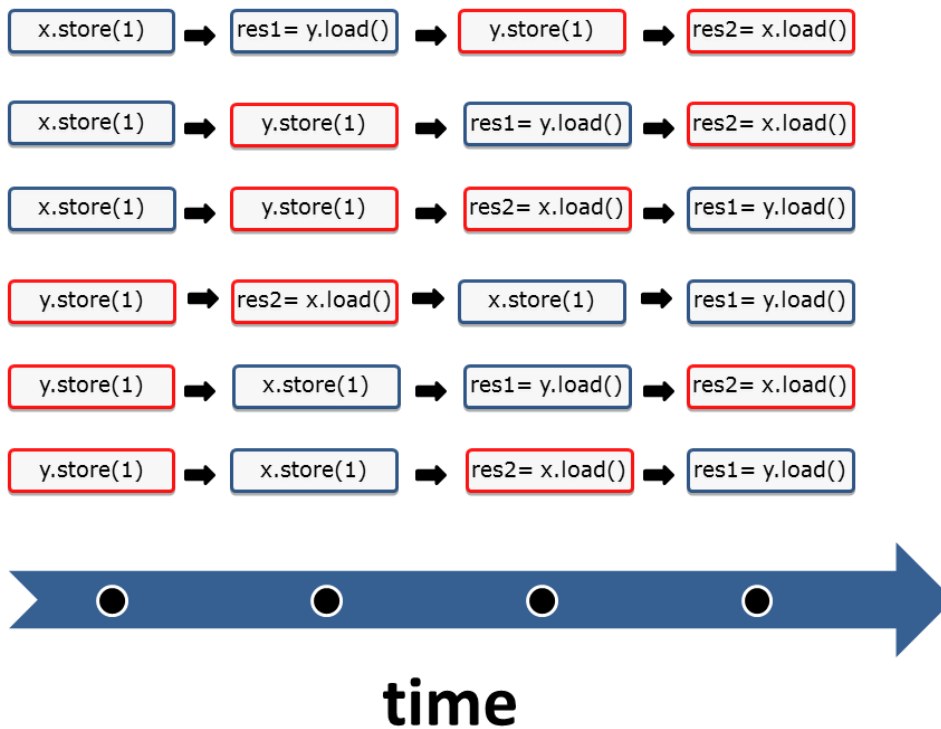 x.store(1) res1= y.load() y.store(1) res2= x.load()
x.store(1) y.store(1) res1= y.load() res2= x.load()
x.store(1) y.store(1) res2= x.load() res1= y.load()
y.store(1) res2= x.load() x.store(1) res1= y.load()
y.store(1) x.store(1) res1= y.load() res2= x.load()
y.store(1) x.store(1) res2= x.load() res1= y.load()
time